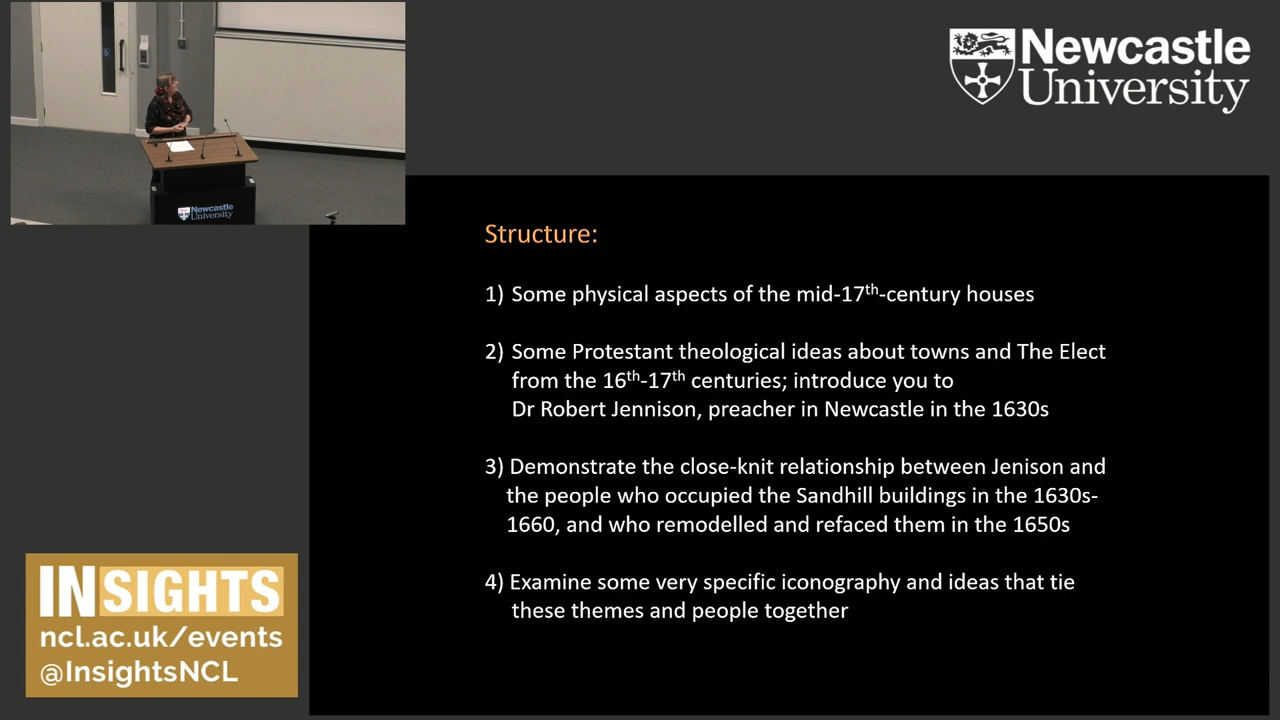 Newcastle
University
Newcastle
University
Structure:
1) Some physical aspects of the mid-17th-century houses
2) Some Protestant theological ideas about towns and The Elect
from the 16th-17th centuries; introduce you to
Dr Robert Jennison, preacher in Newcastle in the 1630s
3) Demonstrate the close-knit relationship between Jenison and
the people who occupied the Sandhill buildings in the 1630s-
1660, and who remodelled and refaced them in the 1650s
4) Examine some very specific iconography and ideas that tie
these themes and people together
INSIGHTS
ncl.ac.uk/events
@InsightsNCL